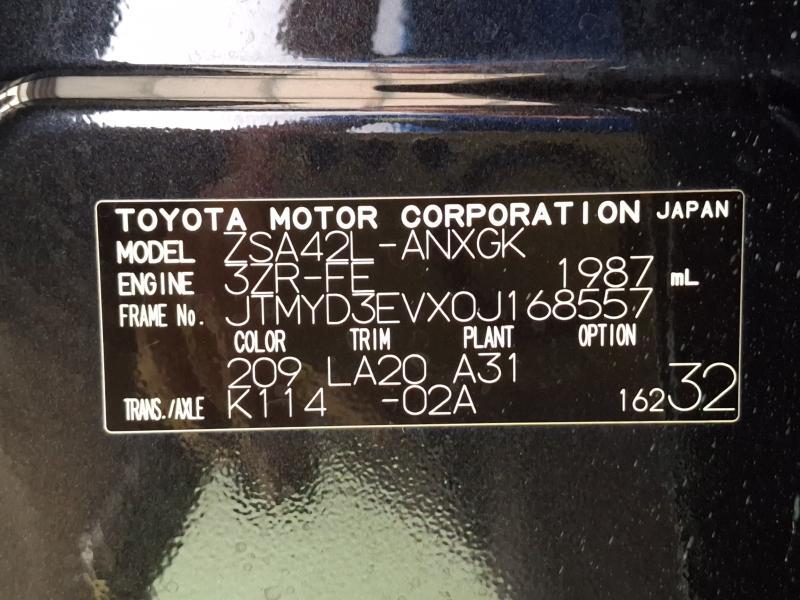 TOYOTA MOTOR CORPORATION JAPAN
MODEL ZSA42L-ANXGK
ENGINE 3ZR-FE 1987 mL
FRAME No. JTMYD3EVX0J168557
COLOR TRIM PLANT OPTION
209 LA20 A31
TRANS./AXLE K114 -02A 16232